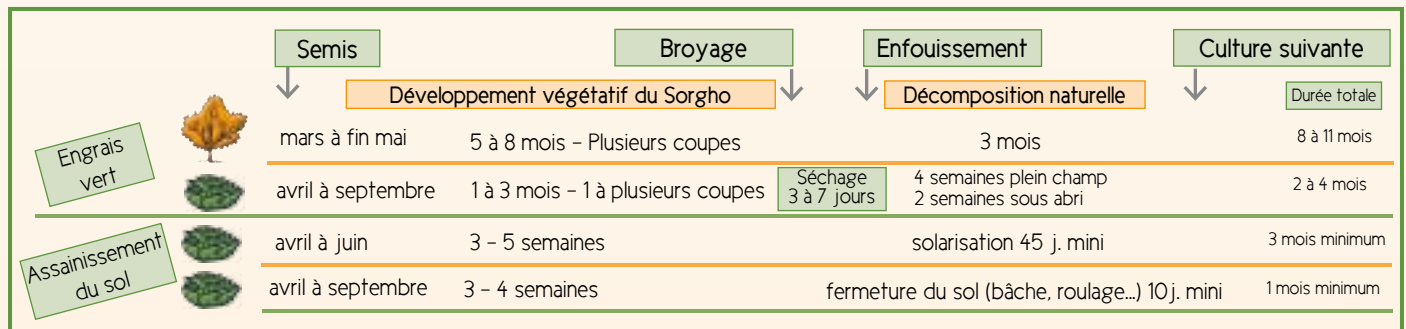 Semis
Broyage
Enfouissement
Culture suivante
Développement végétatif du Sorgho
Décomposition naturelle
Durée totale
Engrais
vert
mars à fin mai
5 à 8 mois – Plusieurs coupes
3 mois
8 à 11 mois
avril à septembre
1 à 3 mois – 1 à plusieurs coupes
Séchage
3 à 7 jours
4 semaines plein champ
2 semaines sous abri
2 à 4 mois
Assainissement
du sol
avril à juin
3 – 5 semaines
solarisation 45 j. mini
3 mois minimum
avril à septembre
3 – 4 semaines
fermeture du sol (bâche, roulage...) 10 j. mini
1 mois minimum